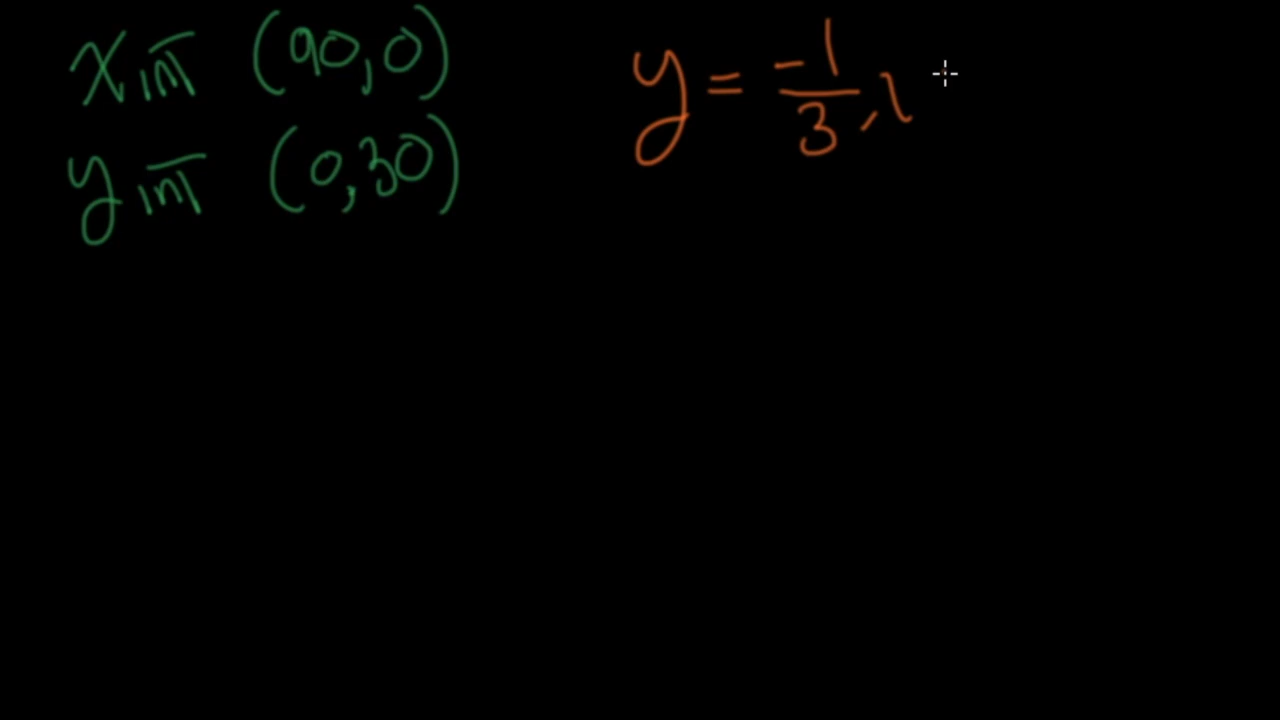 x int (90,0)
y int (0,30)
y = -1/3